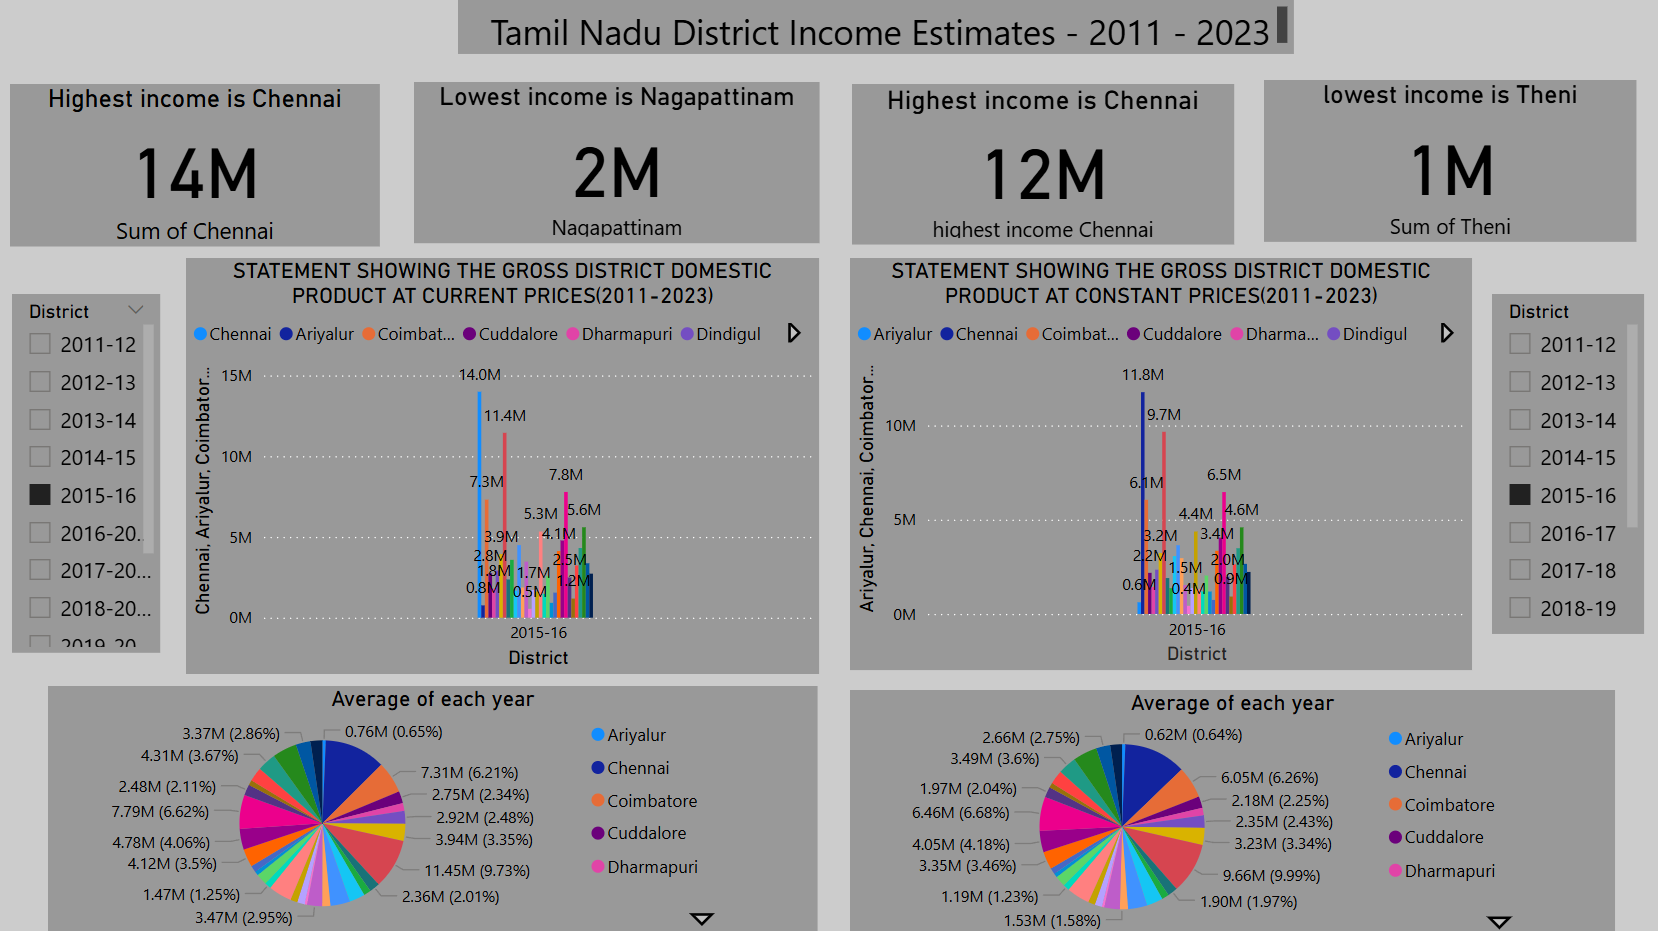 Tamil Nadu District Income Estimates - 2011 - 2023
Highest income is Chennai
14M
Sum of Chennai
Lowest income is Nagapattinam
2M
Nagapattinam
Highest income is Chennai
12M
highest income Chennai
lowest income is Theni
1M
Sum of Theni
District
2011-12
2012-13
2013-14
2014-15
2015-16
2016-20..
2017-20...
2018-20...
2019-20
STATEMENT SHOWING THE GROSS DISTRICT DOMESTIC
PRODUCT AT CURRENT PRICES(2011-2023)
Chennai Ariyalur Coimbat... Cuddalore Dharmapuri Dindigul
Chennai, Ariyalur, Coimbator...
15M
10M
5M
0M
14.0M
11.4M
7.3M
7.8M
5.3M
5.6M
3.9M
4.1M
2.8M
2.5M
1.8M
1.7M
1.2M
0.8M
0.5M
2015-16
District
STATEMENT SHOWING THE GROSS DISTRICT DOMESTIC
PRODUCT AT CONSTANT PRICES(2011-2023)
Ariyalur Chennai Coimbat... Cuddalore Dharma... Dindigul
Ariyalur, Chennai, Coimbator...
10M
5M
0M
11.8M
9.7M
6.1M
6.5M
4.4M
4.6M
3.2M
3.4M
2.2M
2.0M
1.5M
0.6M
0.9M
0.4M
2015-16
District
District
2011-12
2012-13
2013-14
2014-15
2015-16
2016-17
2017-18
2018-19
Average of each year
0.76M (0.65%)
7.31M (6.21%)
2.75M (2.34%)
2.92M (2.48%)
3.94M (3.35%)
11.45M (9.73%)
2.36M (2.01%)
3.47M (2.95%)
1.47M (1.25%)
4.12M (3.5%)
4.78M (4.06%)
7.79M (6.62%)
2.48M (2.11%)
4.31M (3.67%)
3.37M (2.86%)
Ariyalur
Chennai
Coimbatore
Cuddalore
Dharmapuri
Average of each year
0.62M (0.64%)
6.05M (6.26%)
2.18M (2.25%)
2.35M (2.43%)
3.23M (3.34%)
9.66M (9.99%)
1.90M (1.97%)
1.53M (1.58%)
1.19M (1.23%)
3.35M (3.46%)
4.05M (4.18%)
6.46M (6.68%)
1.97M (2.04%)
3.49M (3.6%)
2.66M (2.75%)
Ariyalur
Chennai
Coimbatore
Cuddalore
Dharmapuri